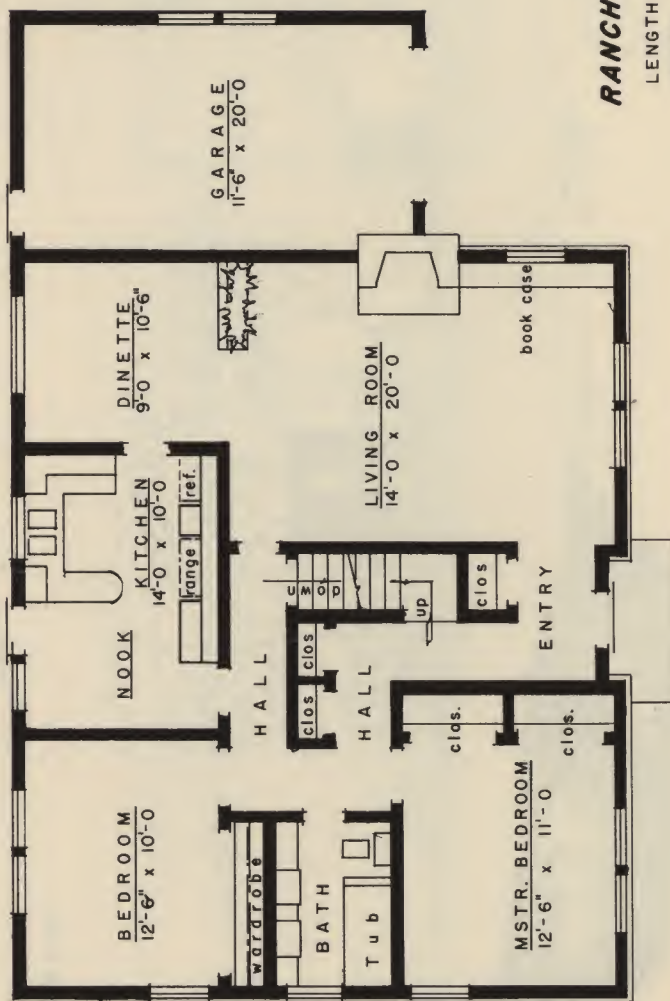 BEDROOM
12'-6" x 10'-0
NOOK
KITCHEN
14'-0 x 10'-0
range
ref.
DINETTE
9'-0 x 10'-6"
GARAGE
11'-6" x 20'-0
wardrobe
BATH
Tub
HALL
clos
clos
HALL
down
up
clos
LIVING ROOM
14'-0 x 20'-0
book case
ENTRY
clos.
clos.
MSTR. BEDROOM
12'-6" x 11'-0
RANCH
LENGTH